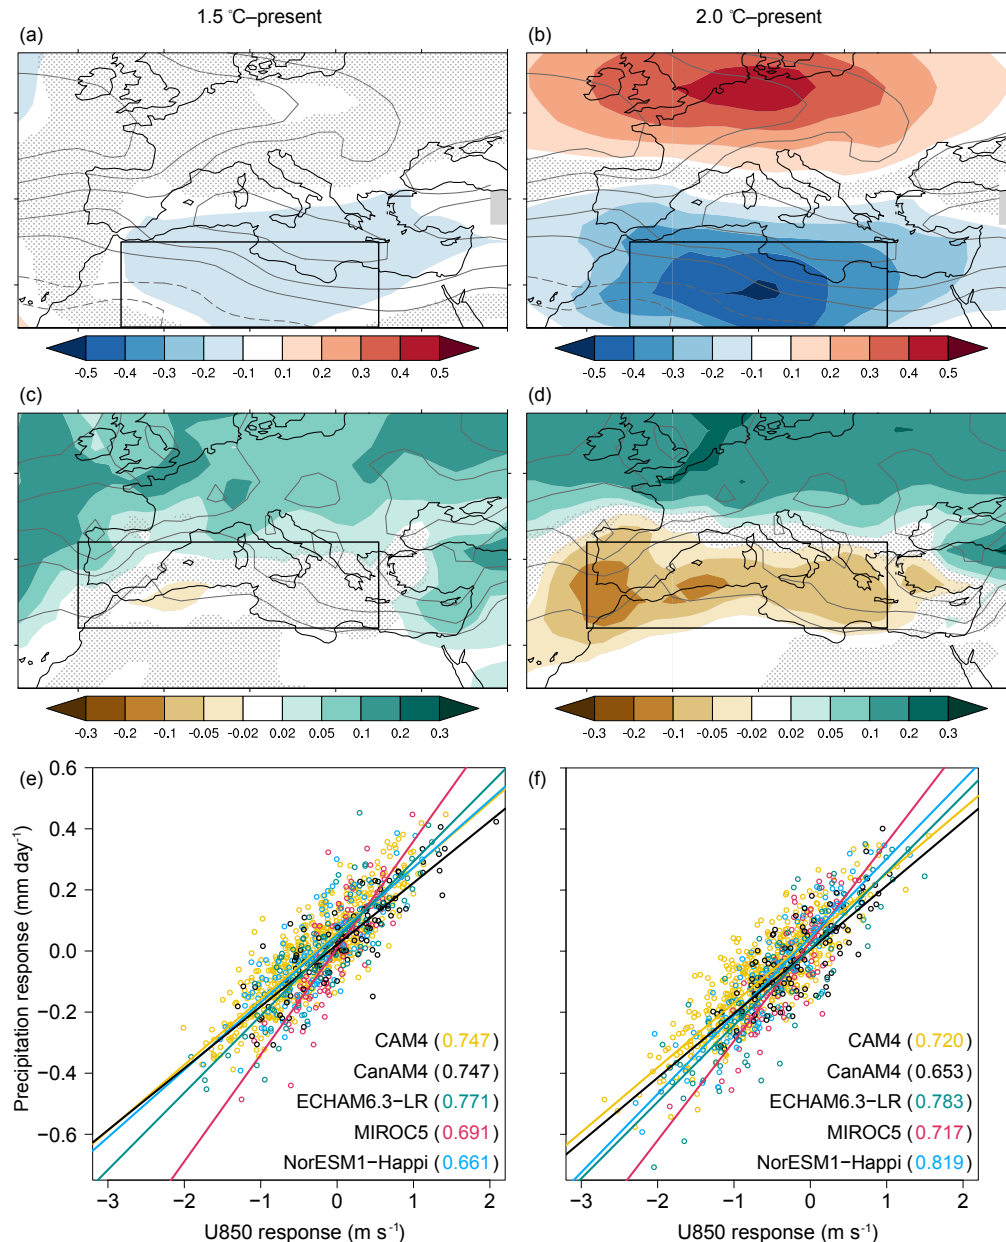 1.5 °C–present 2.0 °C–present
(a) (b)
-0.5 -0.4 -0.3 -0.2 -0.1 0.1 0.2 0.3 0.4 0.5 -0.5 -0.4 -0.3 -0.2 -0.1 0.1 0.2 0.3 0.4 0.5
(c) (d)
-0.3 -0.2 -0.1 -0.05 -0.02 0.02 0.05 0.1 0.2 0.3 -0.3 -0.2 -0.1 -0.05 -0.02 0.02 0.05 0.1 0.2 0.3
(e) (f)
Precipitation response (mm day⁻¹)
0.6
0.4
0.2
0.0
−0.2
−0.4
−0.6
CAM4 (0.747)
CanAM4 (0.747)
ECHAM6.3−LR (0.771)
MIROC5 (0.691)
NorESM1−Happi (0.661)
CAM4 (0.720)
CanAM4 (0.653)
ECHAM6.3−LR (0.783)
MIROC5 (0.717)
NorESM1−Happi (0.819)
−3 −2 −1 0 1 2 −3 −2 −1 0 1 2
U850 response (m s⁻¹) U850 response (m s⁻¹)